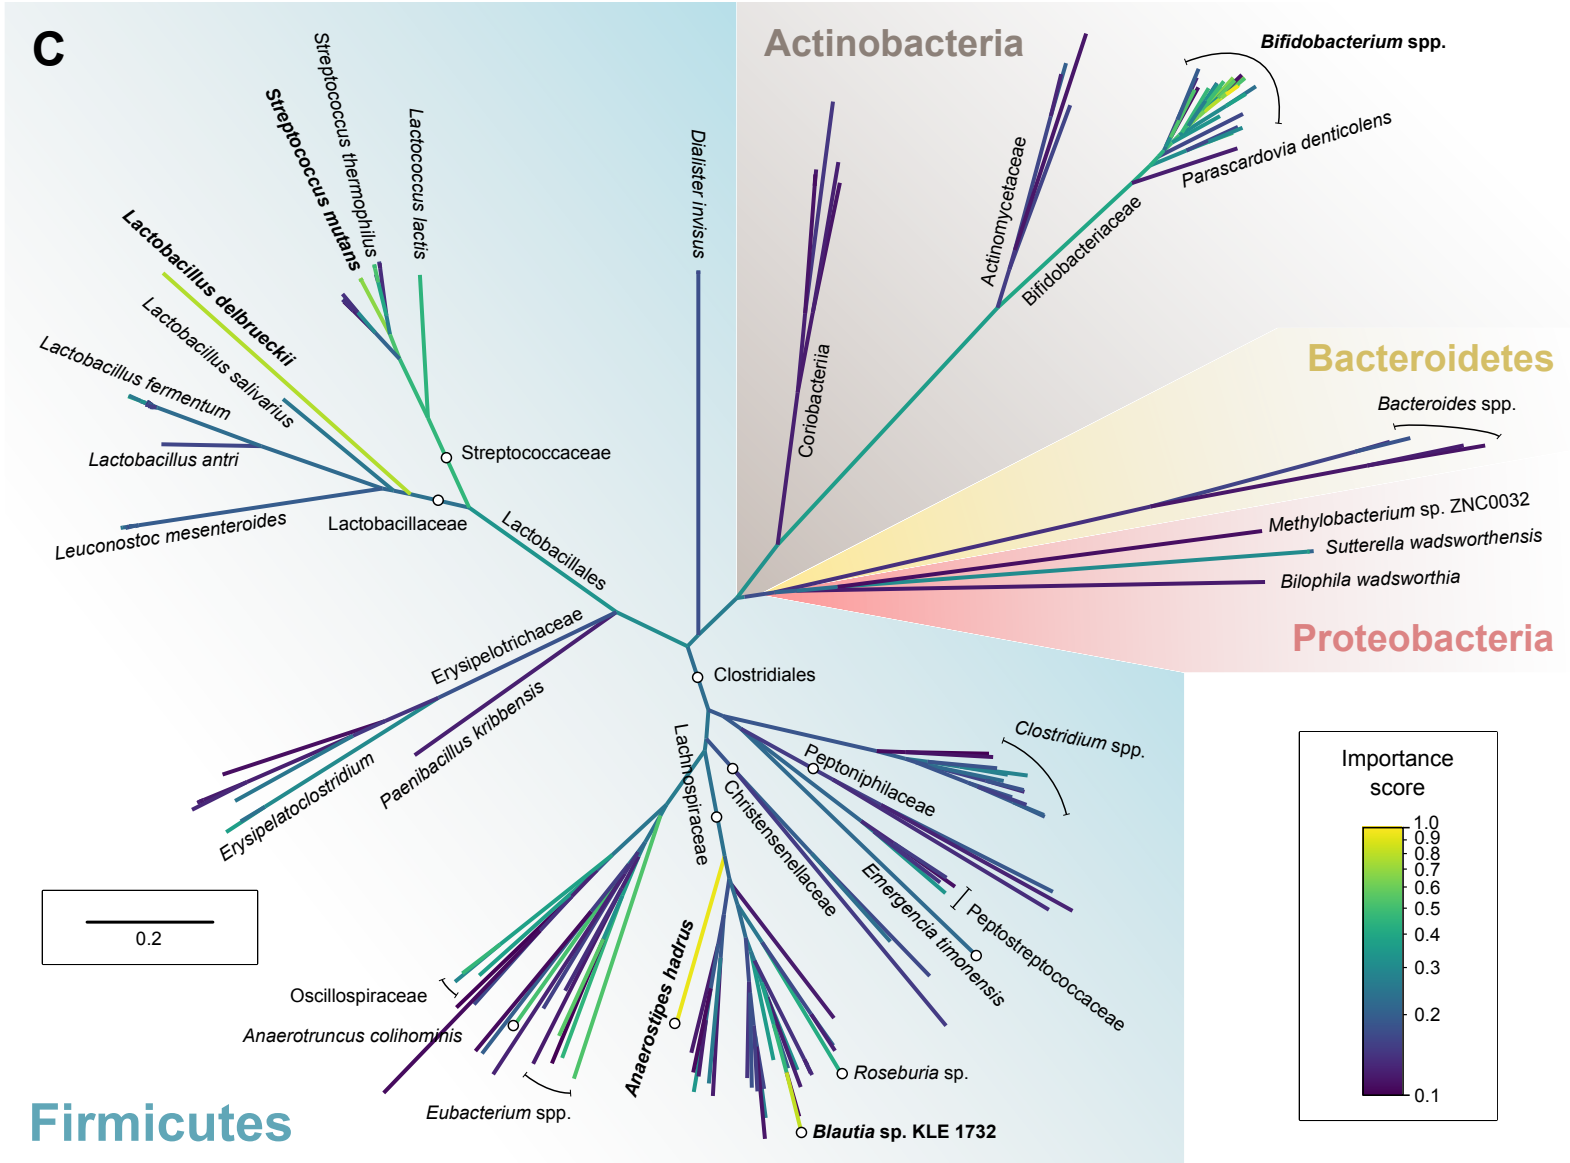 C
Actinobacteria
Bifidobacterium spp.
Parascardovia denticolens
Actinomycetaceae
Bifidobacteriaceae
Coriobacteriia
Streptococcus thermophilus
Streptococcus mutans
Lactococcus lactis
Dialister invisus
Lactobacillus delbrueckii
Lactobacillus salivarius
Lactobacillus fermentum
Lactobacillus antri
Leuconostoc mesenteroides
Streptococcaceae
Lactobacillaceae
Lactobacillales
Bacteroidetes
Bacteroides spp.
Methylobacterium sp. ZNC0032
Sutterella wadsworthensis
Bilophila wadsworthia
Proteobacteria
Erysipelotrichaceae
Paenibacillus kribbensis
Erysipelatoclostridium
Clostridiales
Clostridium spp.
Peptoniphilaceae
Lachnospiraceae
Christensenellaceae
Emergencia timonensis
Peptostreptococcaceae
Oscillospiraceae
Anaerotruncus colihominis
Eubacterium spp.
Anaerostipes hadrus
Roseburia sp.
Blautia sp. KLE 1732
Firmicutes
0.2
Importance
score
1.0
0.9
0.8
0.7
0.6
0.5
0.4
0.3
0.2
0.1